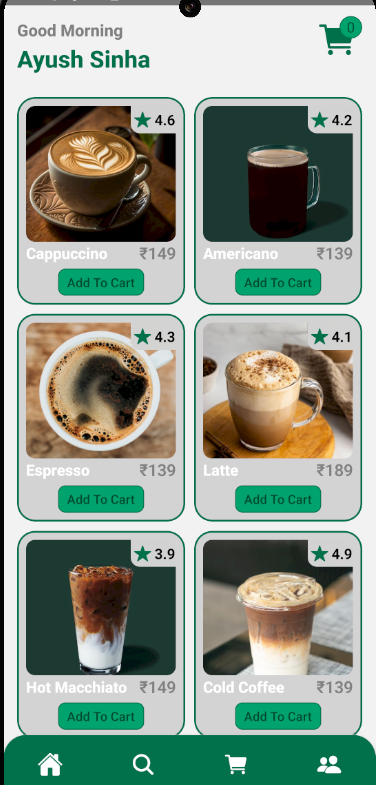 Good Morning
0
Ayush Sinha
4.6
4.2
Cappuccino ₹149
Americano ₹139
Add To Cart
Add To Cart
4.3
4.1
Espresso ₹139
Latte ₹189
Add To Cart
Add To Cart
3.9
4.9
Hot Macchiato ₹149
Cold Coffee ₹139
Add To Cart
Add To Cart